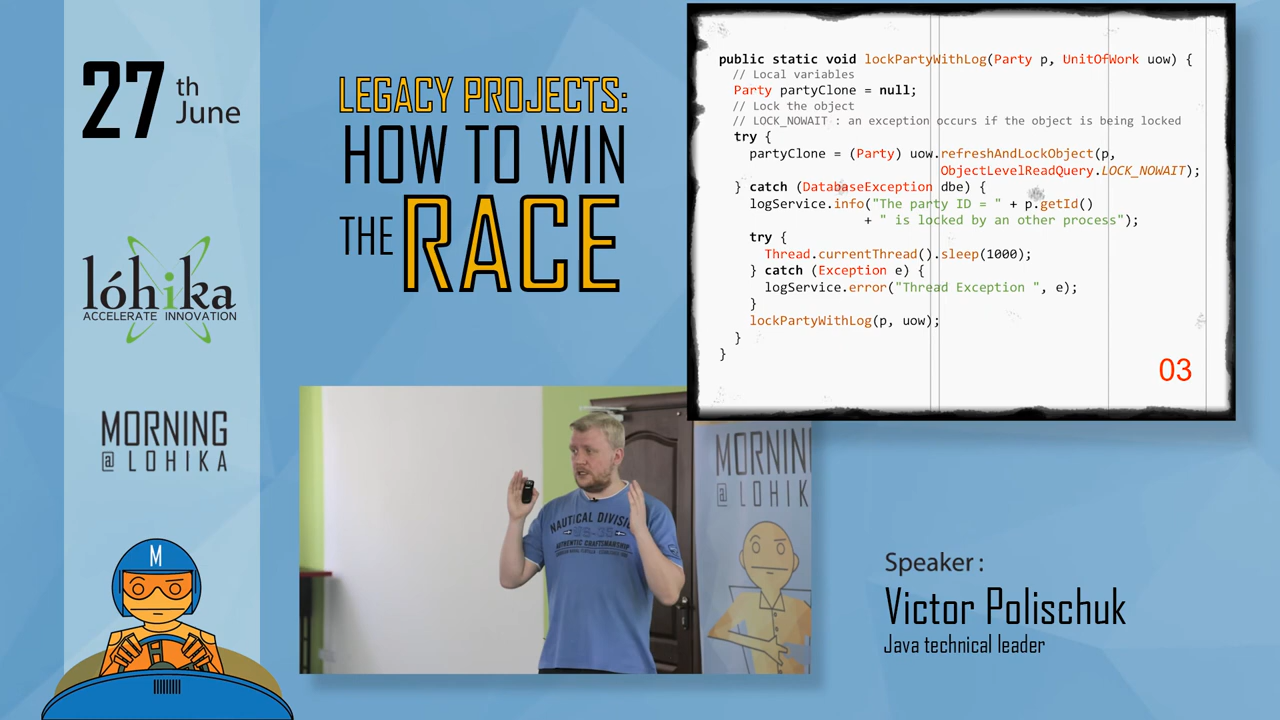 27
th
June
lóhika
ACCELERATE INNOVATION
MORNING
@ LOHIKA
M
LEGACY PROJECTS:
HOW TO WIN
THE RACE
public static void lockPartyWithLog(Party p, UnitOfWork uow) {
// Local variables
Party partyClone = null;
// Lock the object
// LOCK_NOWAIT : an exception occurs if the object is being locked
try {
partyClone = (Party) uow.refreshAndLockObject(p,
ObjectLevelReadQuery.LOCK_NOWAIT);
} catch (DatabaseException dbe) {
logService.info("The party ID = " + p.getId()
+ " is locked by an other process");
try {
Thread.currentThread().sleep(1000);
} catch (Exception e) {
logService.error("Thread Exception ", e);
}
lockPartyWithLog(p, uow);
}
}
03
NAUTICAL DIVISI
AUTHENTIC CRAFTSMANSHIP
MORNIN
@ LOHIK
Speaker :
Victor Polischuk
Java technical leader